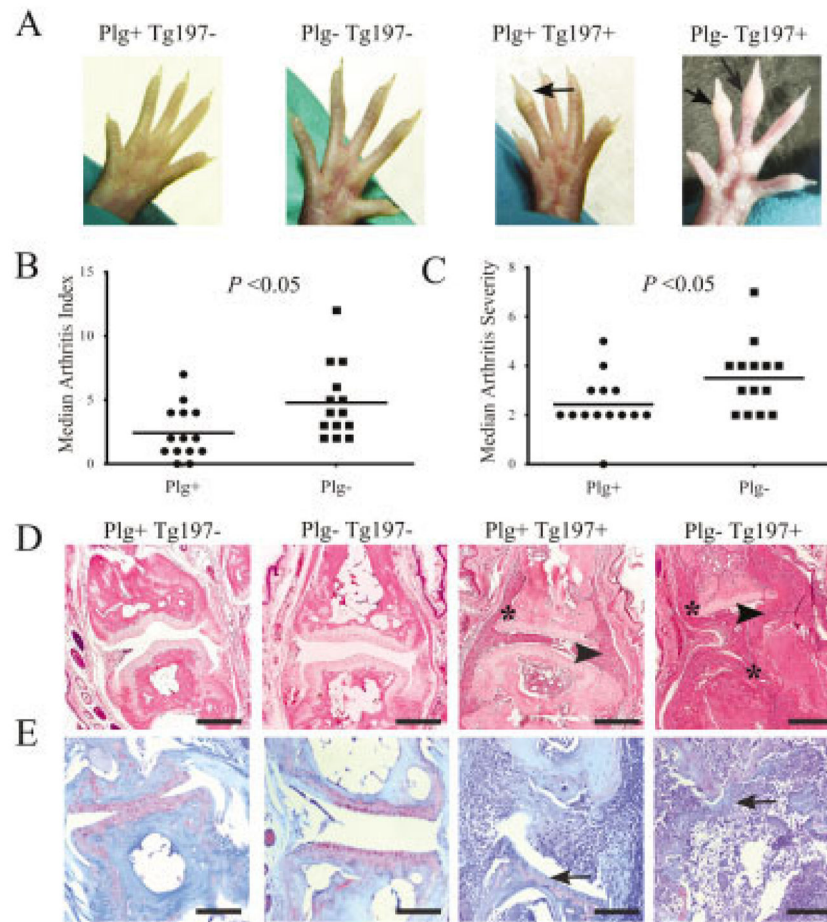 A
Plg+ Tg197-
Plg- Tg197-
Plg+ Tg197+
Plg- Tg197+
B
Median Arthritis Index
15
10
5
0
P <0.05
Plg+
Plg-
C
Median Arthritis Severity
8
6
4
2
0
P <0.05
Plg+
Plg-
D
Plg+ Tg197-
Plg- Tg197-
Plg+ Tg197+
Plg- Tg197+
*
*
*
E